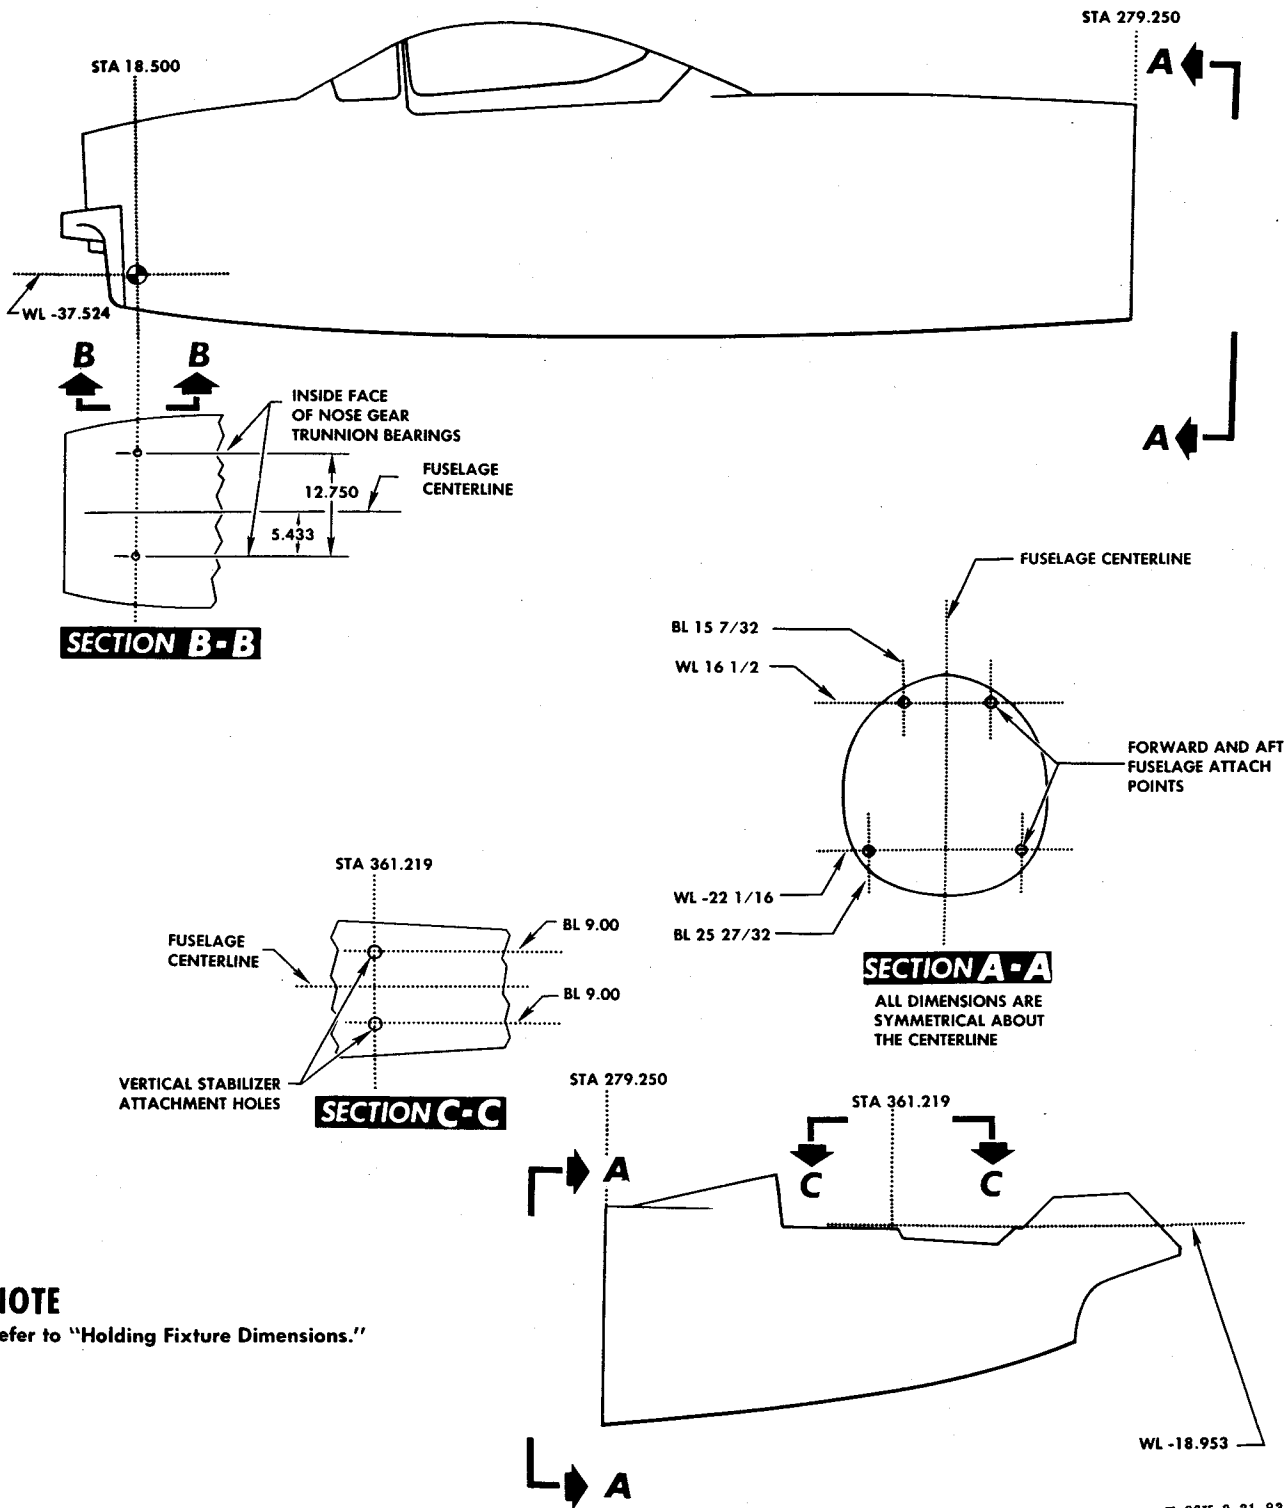 STA 279.250
A
STA 18.500
WL -37.524
B B
INSIDE FACE
OF NOSE GEAR
TRUNNION BEARINGS
FUSELAGE
CENTERLINE
12.750
5.433
A
SECTION B-B
FUSELAGE CENTERLINE
BL 15 7/32
WL 16 1/2
FORWARD AND AFT
FUSELAGE ATTACH
POINTS
WL -22 1/16
BL 25 27/32
SECTION A-A
ALL DIMENSIONS ARE
SYMMETRICAL ABOUT
THE CENTERLINE
STA 361.219
FUSELAGE
CENTERLINE
BL 9.00
BL 9.00
VERTICAL STABILIZER
ATTACHMENT HOLES
SECTION C-C
STA 279.250
STA 361.219
A
C C
OTE
efer to "Holding Fixture Dimensions."
WL -18.953
A